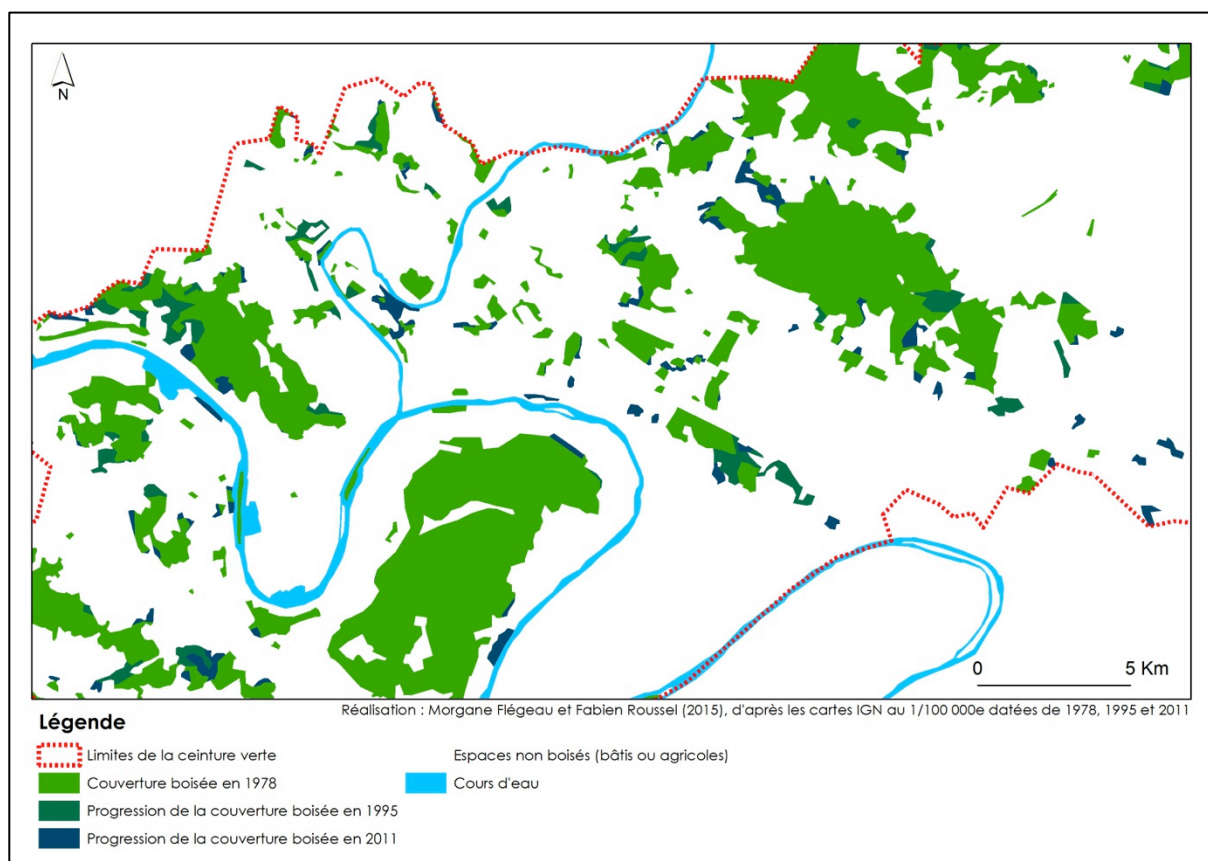 N
0 5 Km
Réalisation : Morgane Flégeau et Fabien Roussel (2015), d'après les cartes IGN au 1/100 000e datées de 1978, 1995 et 2011
Légende
Limites de la ceinture verte
Espaces non boisés (bâtis ou agricoles)
Couverture boisée en 1978
Cours d'eau
Progression de la couverture boisée en 1995
Progression de la couverture boisée en 2011